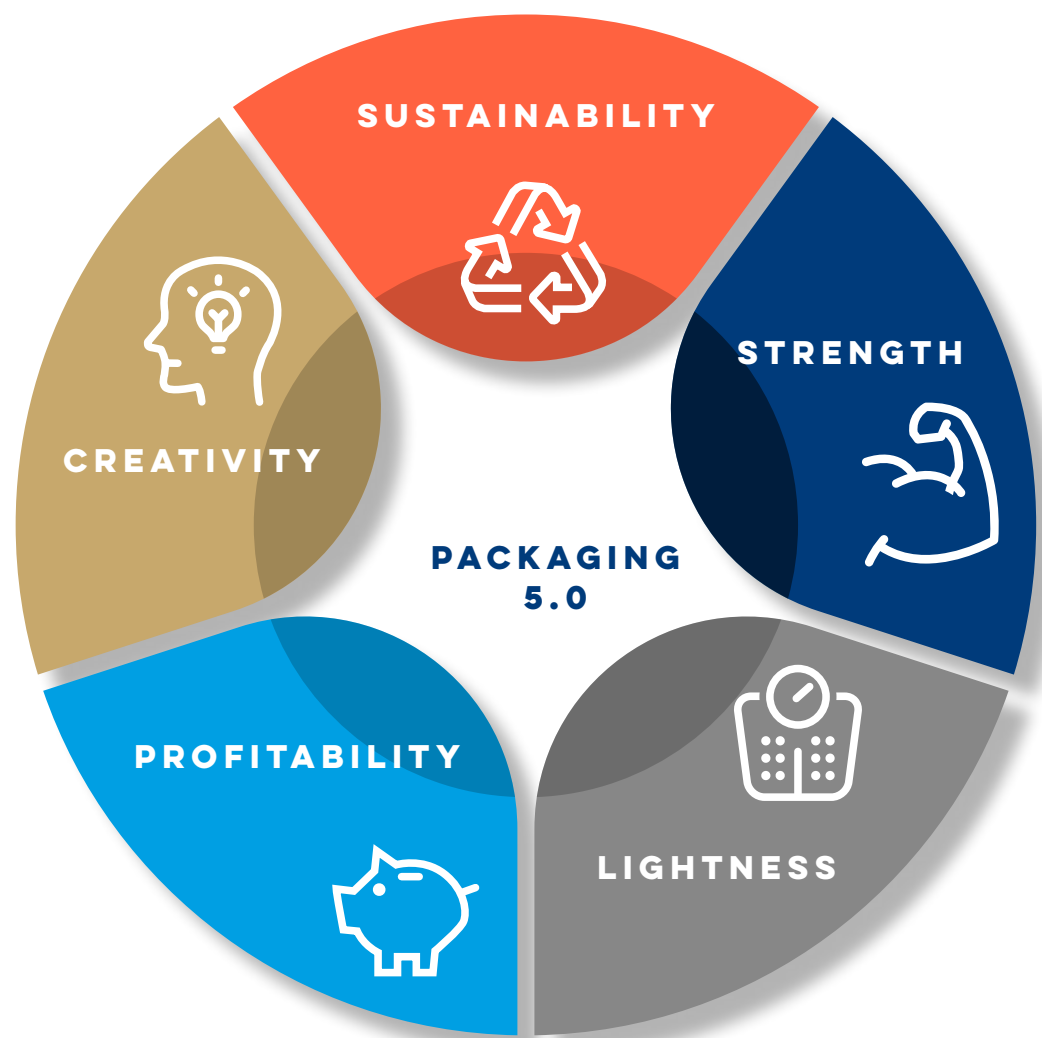 SUSTAINABILITY
STRENGTH
CREATIVITY
PACKAGING
5.0
PROFITABILITY
LIGHTNESS